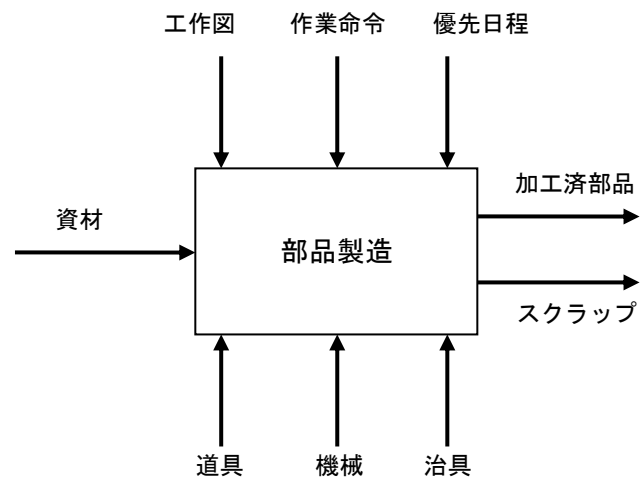 工作図
作業命令
優先日程
加工済部品
資材
部品製造
スクラップ
道具
機械
治具